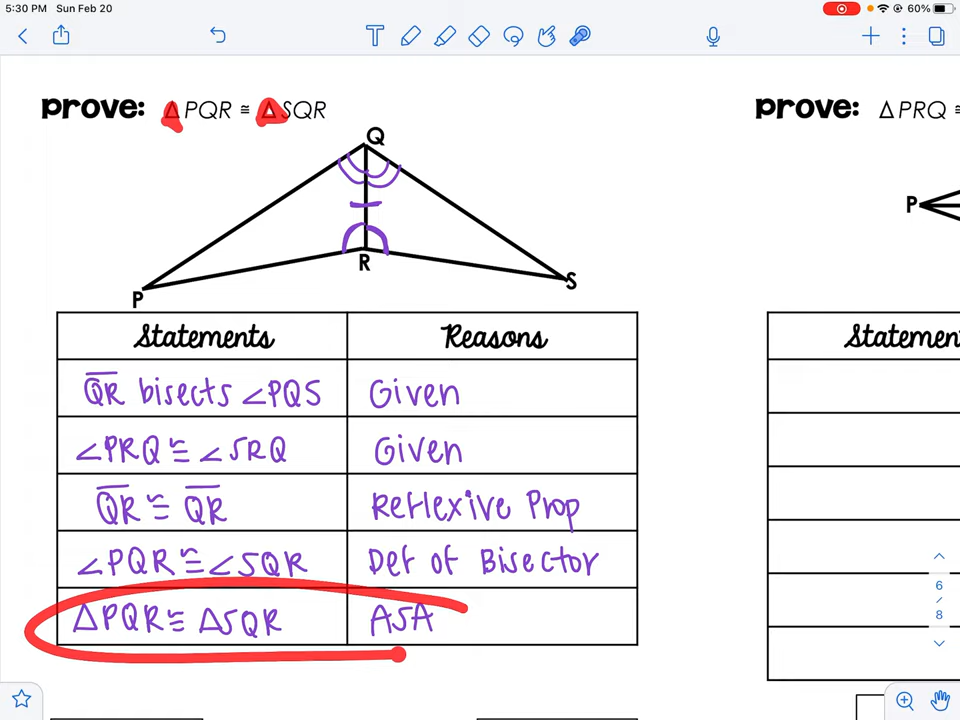 5:30 PM Sun Feb 20
60%
Prove: △PQR ≅ △SQR
Prove: △PRQ ≅
Q
R
P
S
P
Statements Reasons
QR bisects ∠PQS Given
∠PRQ ≅ ∠SRQ Given
QR ≅ QR Reflexive Prop
∠PQR ≅ ∠SQR Def of Bisector
△PQR ≅ △SQR ASA
Statemen
6
/
8